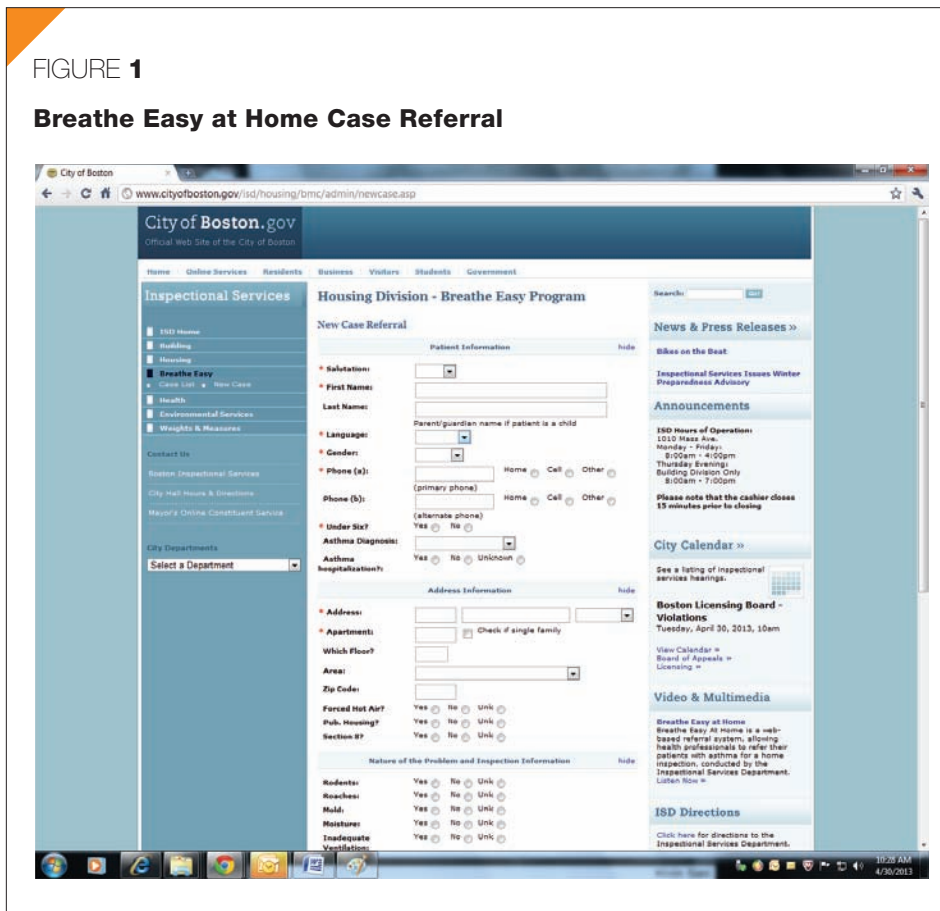 FIGURE 1
Breathe Easy at Home Case Referral
City of Boston
www.cityofboston.gov/isd/housing/bmc/admin/newcase.asp
City of Boston.gov
Official Web Site of the City of Boston
Home Online Services Residents Business Visitors Students Government
Inspectional Services
ISD Home
Building
Housing
Breathe Easy
Case List New Case
Health
Environmental Services
Weights & Measures
Contact Us
Boston Inspectional Services
City Hall Hours & Directions
Mayor's Online Constituent Service
City Departments
Select a Department
Housing Division - Breathe Easy Program
New Case Referral
Patient Information hide
* Salutation:
* First Name:
Last Name:
Parent/guardian name if patient is a child
* Language:
* Gender:
* Phone (a): Home Cell Other
(primary phone)
Phone (b): Home Cell Other
(alternate phone)
* Under Six? Yes No
Asthma Diagnosis:
Asthma Yes No Unknown
hospitalization?:
Address Information hide
* Address:
* Apartment: Check if single family
Which Floor?
Area:
Zip Code:
Forced Hot Air? Yes No Unk
Pub. Housing? Yes No Unk
Section 8? Yes No Unk
Nature of the Problem and Inspection Information hide
Rodents: Yes No Unk
Roaches: Yes No Unk
Mold: Yes No Unk
Moisture: Yes No Unk
Inadequate Yes No Unk
Ventilation:
Search:
News & Press Releases »
Bikes on the Beat
Inspectional Services Issues Winter
Preparedness Advisory
Announcements
ISD Hours of Operation:
1010 Mass Ave.
Monday - Friday:
8:00am - 4:00pm
Thursday Evening:
Building Division Only
8:00am - 7:00pm
Please note that the cashier closes
15 minutes prior to closing
City Calendar »
See a listing of inspectional
services hearings.
Boston Licensing Board -
Violations
Tuesday, April 30, 2013, 10am
View Calendar »
Board of Appeals »
Licensing »
Video & Multimedia
Breathe Easy at Home
Breathe Easy At Home is a web-
based referral system, allowing
health professionals to refer their
patients with asthma for a home
inspection, conducted by the
Inspectional Services Department.
Listen Now »
ISD Directions
Click here for directions to the
Inspectional Services Department.
10:28 AM
4/30/2013